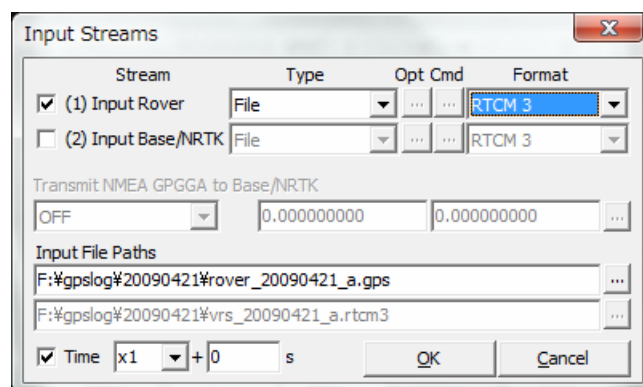 Input Streams
Stream Type Opt Cmd Format
(1) Input Rover File ... ... RTCM 3
(2) Input Base/NRTK File ... ... RTCM 3
Transmit NMEA GPGGA to Base/NRTK
OFF 0.000000000 0.000000000 ...
Input File Paths
F:¥gpslog¥20090421¥rover_20090421_a.gps ...
F:¥gpslog¥20090421¥vrs_20090421_a.rtcm3 ...
Time x1 + 0 s OK Cancel